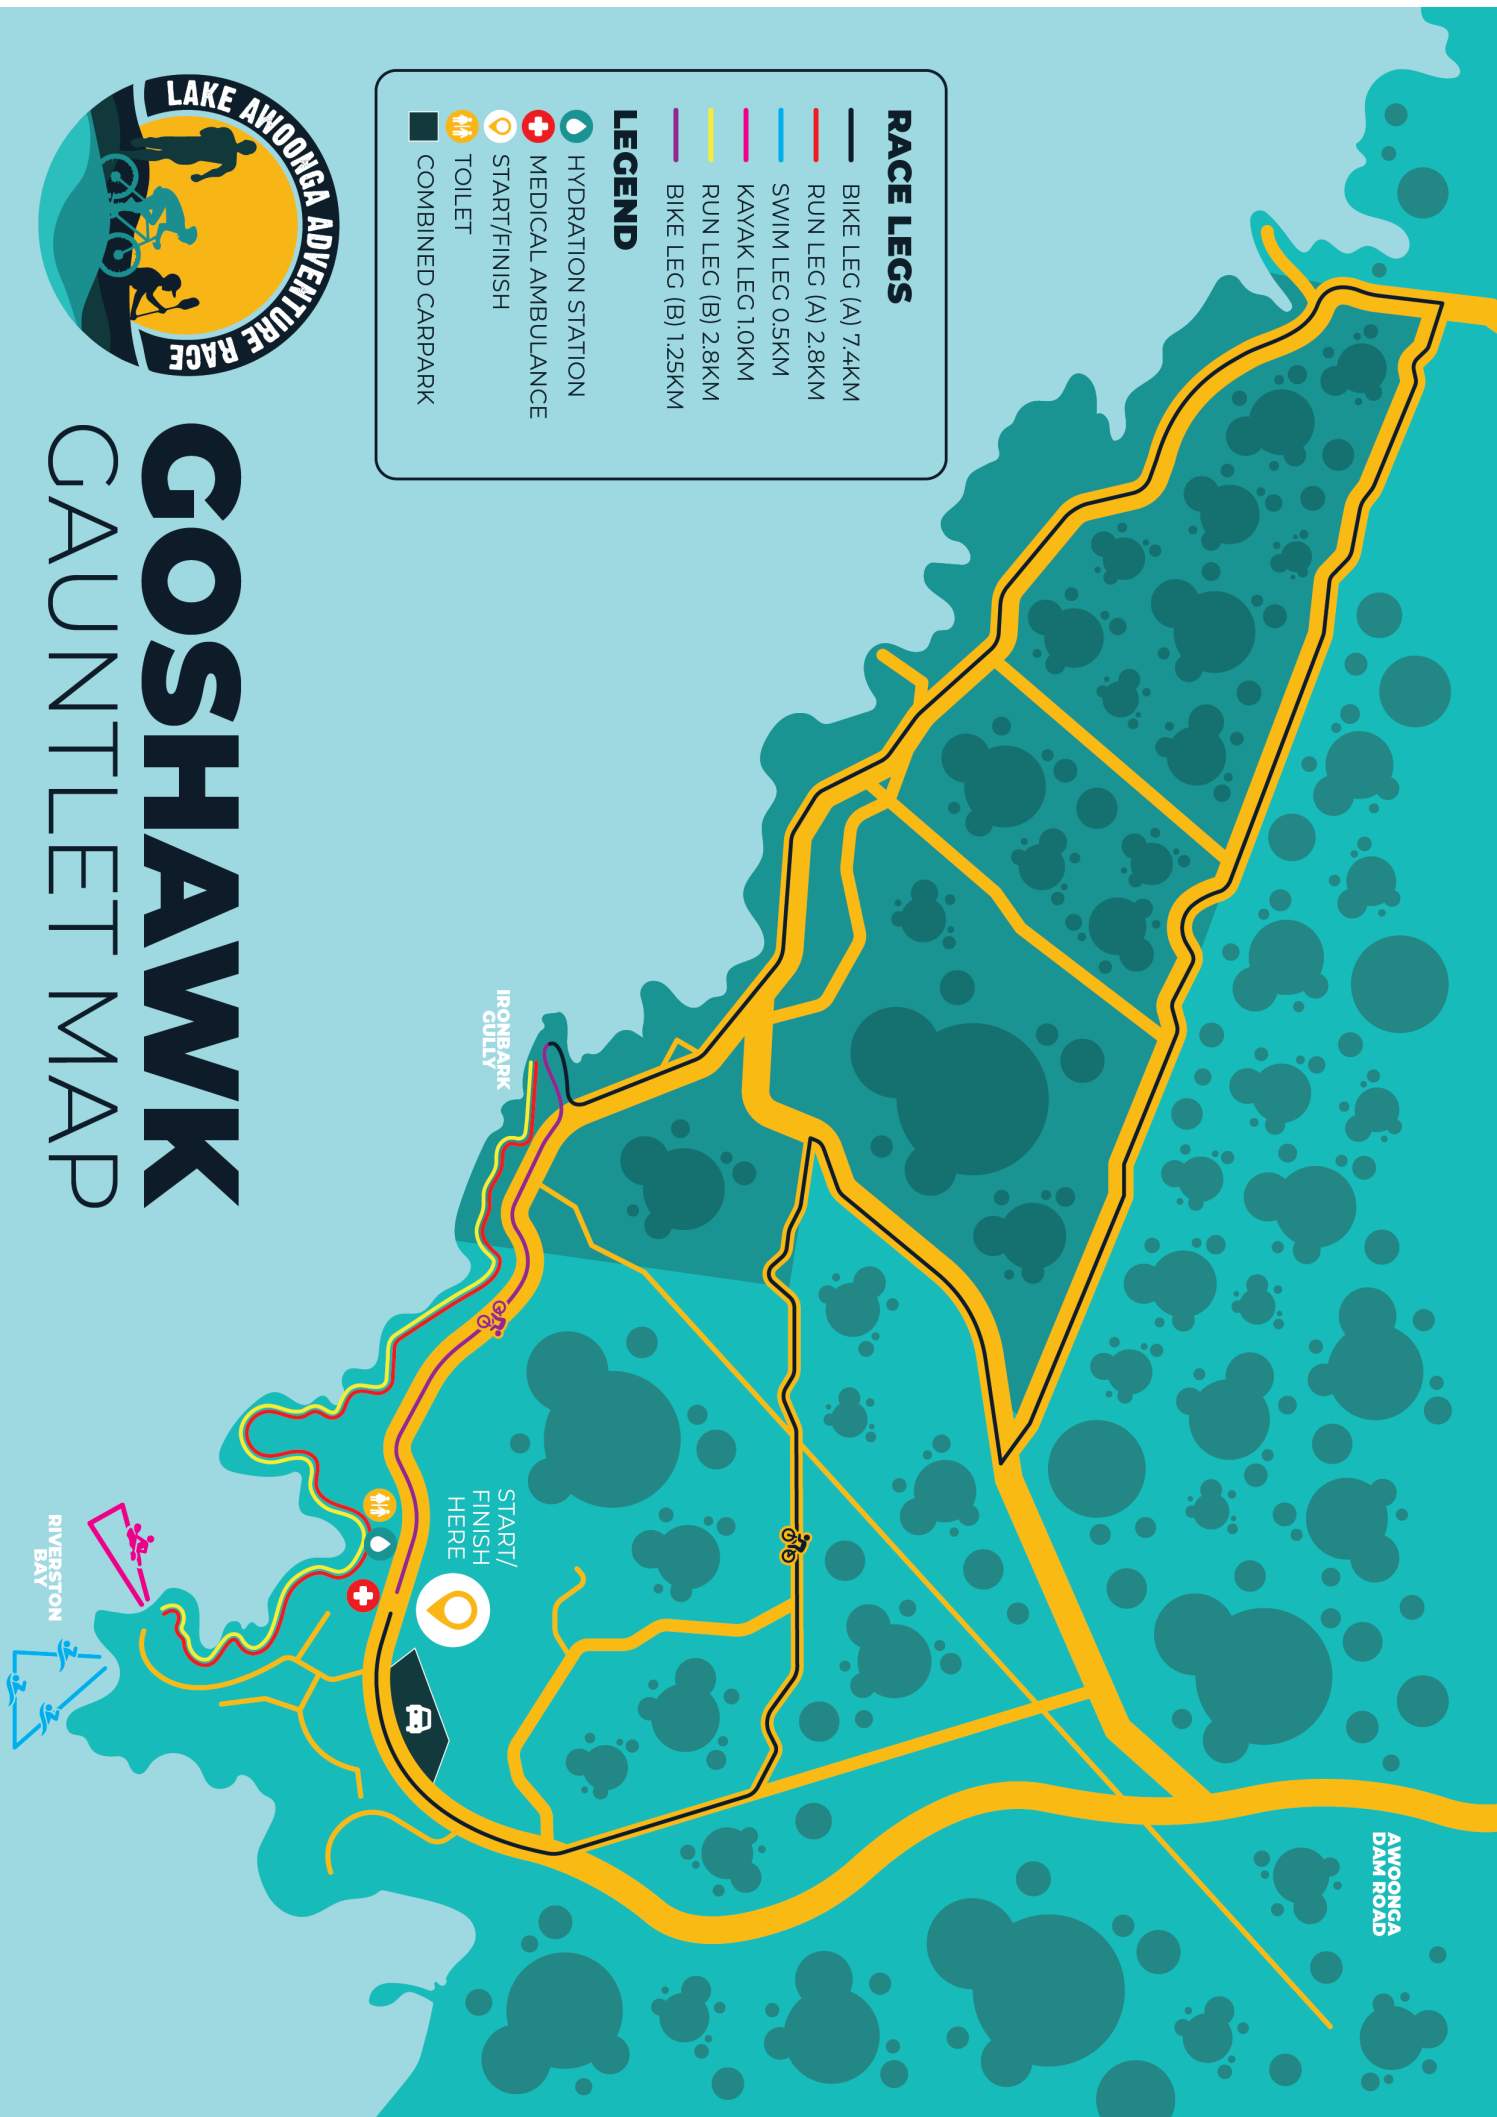 LAKE AWOONGA ADVENTURE RACE
GOSHAWK
GAUNTLET MAP
RACE LEGS
BIKE LEG (A) 7.4KM
RUN LEG (A) 2.8KM
SWIM LEG 0.5KM
KAYAK LEG 1.0KM
RUN LEG (B) 2.8KM
BIKE LEG (B) 1.25KM
LEGEND
HYDRATION STATION
MEDICAL AMBULANCE
START/FINISH
TOILET
COMBINED CARPARK
IRONBARK
GULLY
START/
FINISH
HERE
RIVERSTON
BAY
AWOONGA
DAM ROAD